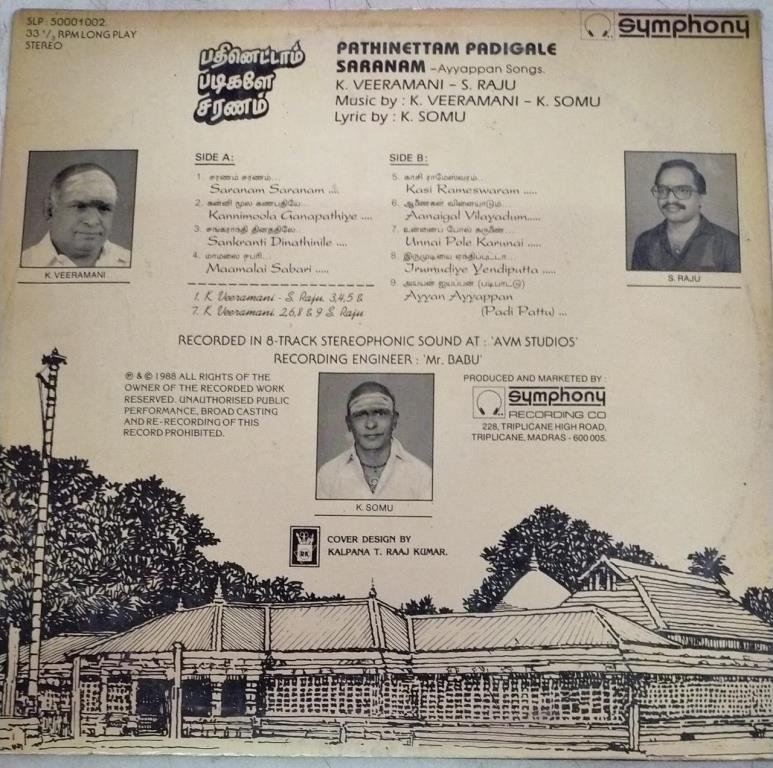 SLP : 50001002.
33 1/3 RPM LONG PLAY
STEREO
symphony
பதினெட்டாம்
படிகளே
சரணம்
PATHINETTAM PADIGALE
SARANAM –Ayyappan Songs.
K. VEERAMANI – S. RAJU
Music by : K. VEERAMANI – K. SOMU
Lyric by : K. SOMU
SIDE A :
1. சரணம் சரணம்...
Saranam Saranam ....
2. கன்னி மூல கணபதியே...
Kannimoola Ganapathiye ....
3. சங்கராந்தி தினத்திலே..
Sankranti Dinathinile ....
4. மாமலை சபரி...
Maamalai Sabari .....
1. K Veeramani - S. Raju 3,4,5 &
7. K Veeramani. 2,6,8 & 9 S. Raju
SIDE B :
5. காசி ராமேஸ்வரம்...
Kasi Rameswaram .....
6. ஆனைகள் விளையாடும்...
Aanaigal Vilayadum.....
7. உன்னைப் போல் கருணை...
Unnai Pole Karunai .....
8. இருமுடியை ஏந்திப்புட்டா...
Irumudiye Yendiputta .....
9. அய்யன் ஐயப்பன் (படிபாட்டு)
Ayyan Ayyappan
(Padi Pattu) ...
K. VEERAMANI
S. RAJU
RECORDED IN 8-TRACK STEREOPHONIC SOUND AT : 'AVM STUDIOS'
RECORDING ENGINEER : 'Mr. BABU'
℗ & © 1988 ALL RIGHTS OF THE
OWNER OF THE RECORDED WORK
RESERVED. UNAUTHORISED PUBLIC
PERFORMANCE, BROAD CASTING
AND RE-RECORDING OF THIS
RECORD PROHIBITED.
K. SOMU
PRODUCED AND MARKETED BY :
symphony
RECORDING CO
228, TRIPLICANE HIGH ROAD,
TRIPLICANE, MADRAS - 600 005.
RK
COVER DESIGN BY
KALPANA T. RAAJ KUMAR.